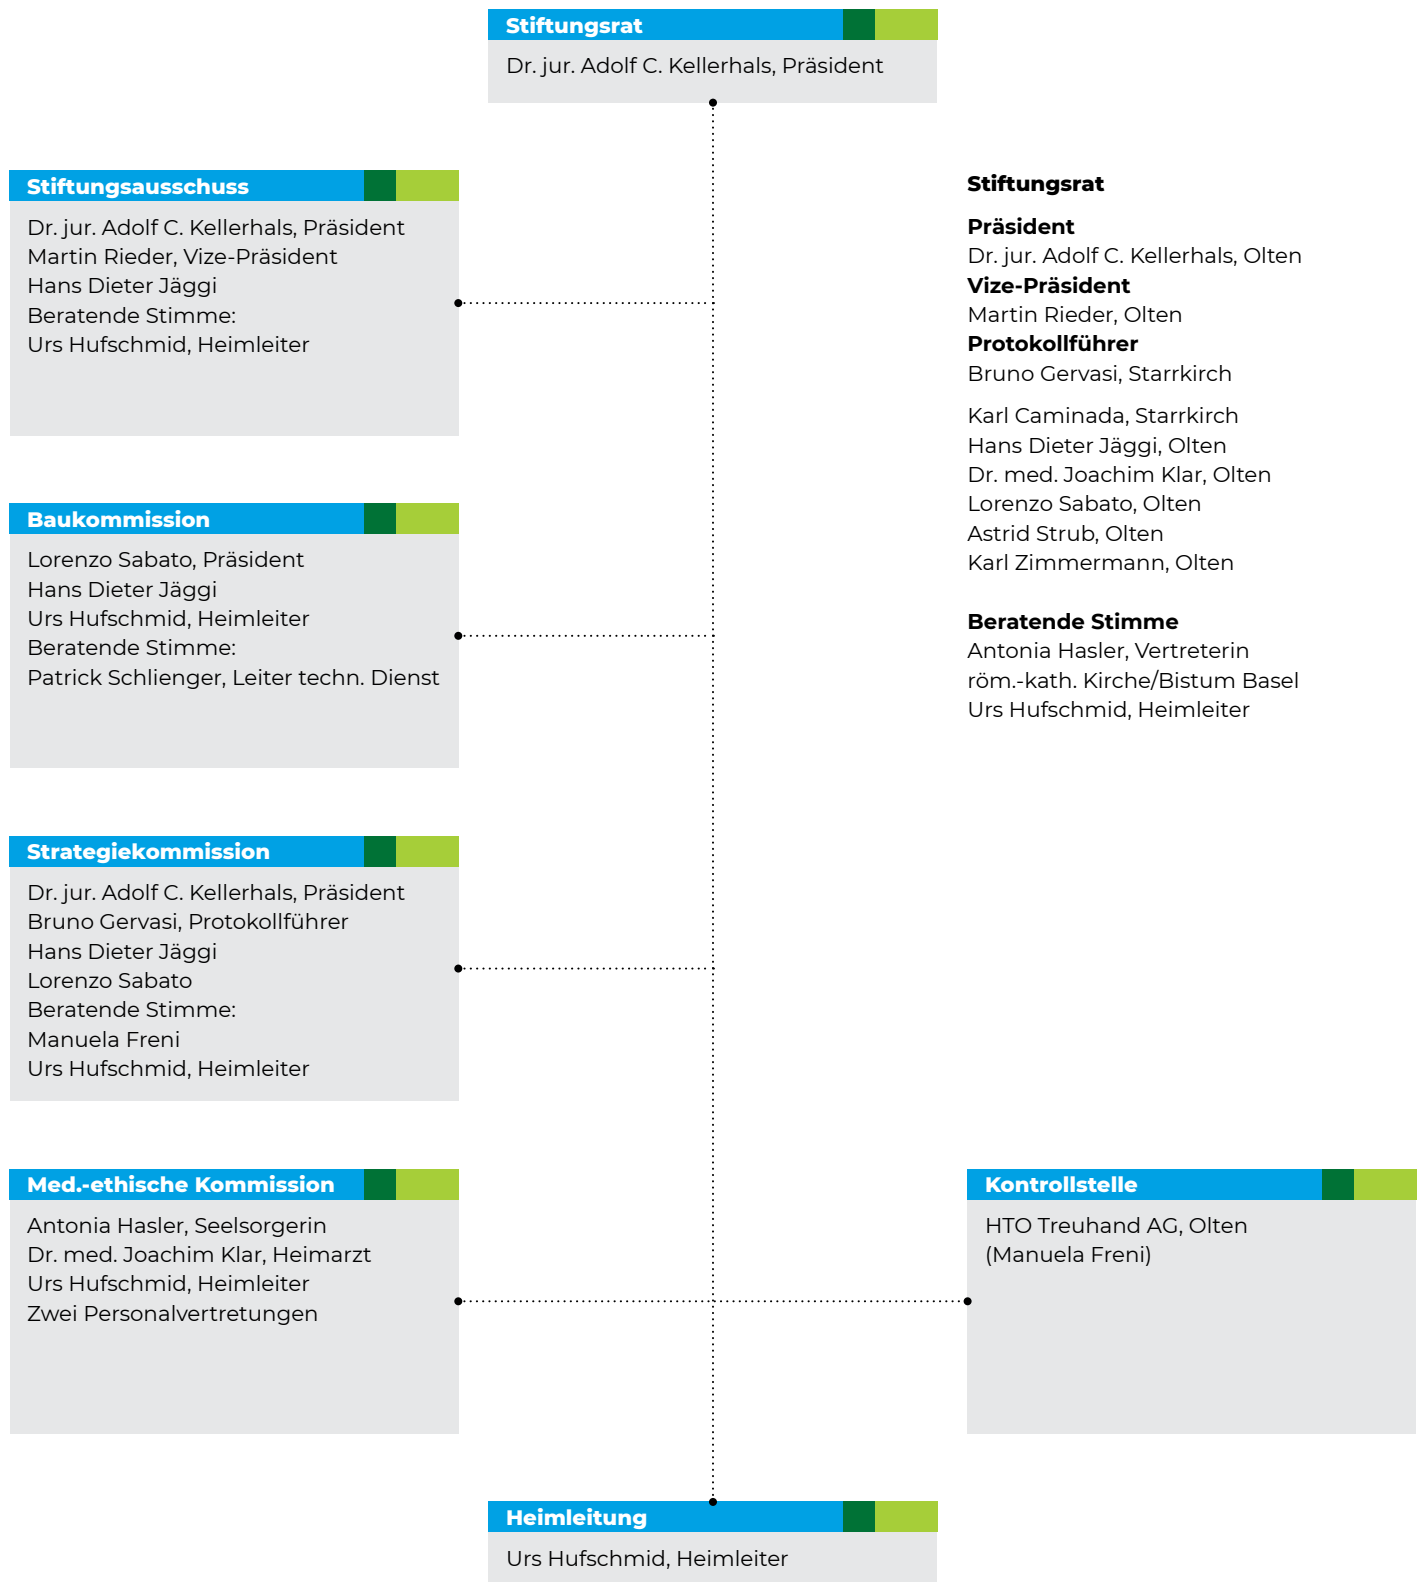 Stiftungsrat
Dr. jur. Adolf C. Kellerhals, Präsident
Stiftungsausschuss
Dr. jur. Adolf C. Kellerhals, Präsident
Martin Rieder, Vize-Präsident
Hans Dieter Jäggi
Beratende Stimme:
Urs Hufschmid, Heimleiter
Stiftungsrat
Präsident
Dr. jur. Adolf C. Kellerhals, Olten
Vize-Präsident
Martin Rieder, Olten
Protokollführer
Bruno Gervasi, Starrkirch
Karl Caminada, Starrkirch
Hans Dieter Jäggi, Olten
Dr. med. Joachim Klar, Olten
Lorenzo Sabato, Olten
Astrid Strub, Olten
Karl Zimmermann, Olten
Beratende Stimme
Antonia Hasler, Vertreterin
röm.-kath. Kirche/Bistum Basel
Urs Hufschmid, Heimleiter
Baukommission
Lorenzo Sabato, Präsident
Hans Dieter Jäggi
Urs Hufschmid, Heimleiter
Beratende Stimme:
Patrick Schlienger, Leiter techn. Dienst
Strategiekommission
Dr. jur. Adolf C. Kellerhals, Präsident
Bruno Gervasi, Protokollführer
Hans Dieter Jäggi
Lorenzo Sabato
Beratende Stimme:
Manuela Freni
Urs Hufschmid, Heimleiter
Med.-ethische Kommission
Antonia Hasler, Seelsorgerin
Dr. med. Joachim Klar, Heimarzt
Urs Hufschmid, Heimleiter
Zwei Personalvertretungen
Kontrollstelle
HTO Treuhand AG, Olten
(Manuela Freni)
Heimleitung
Urs Hufschmid, Heimleiter